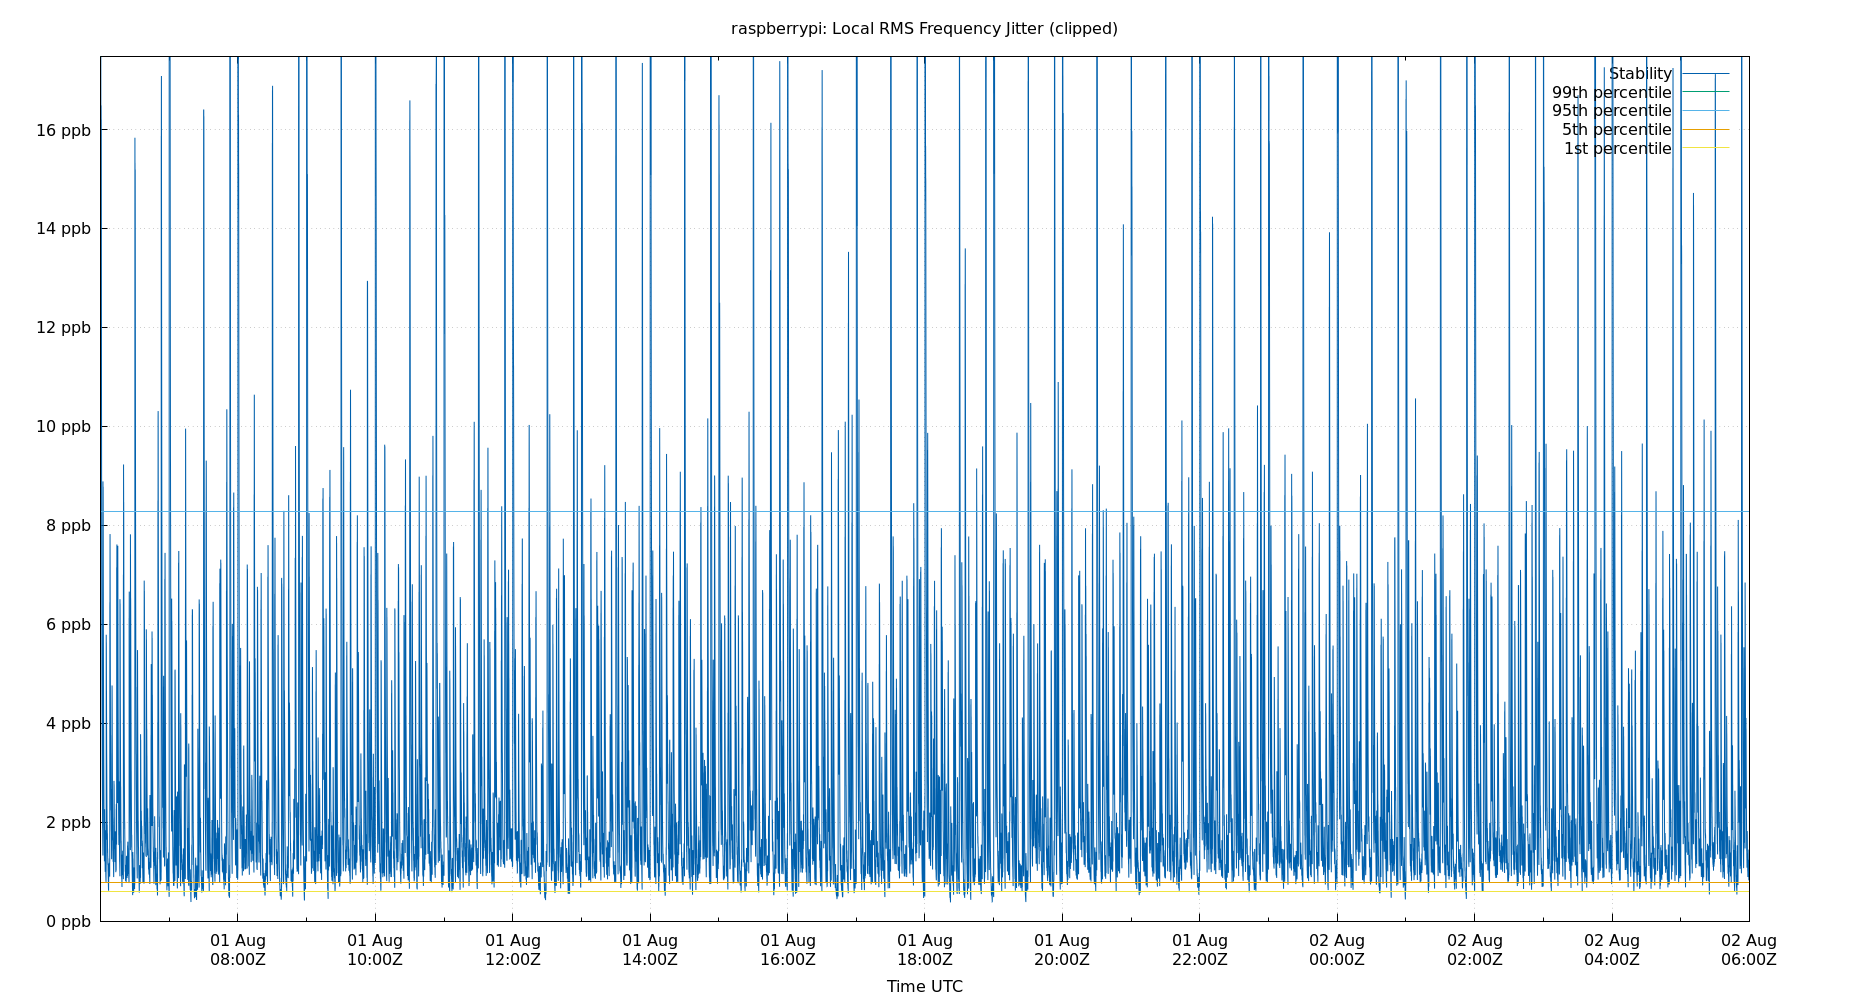 raspberrypi: Local RMS Frequency Jitter (clipped)
Stability
99th percentile
95th percentile
5th percentile
1st percentile
16 ppb
14 ppb
12 ppb
10 ppb
8 ppb
6 ppb
4 ppb
2 ppb
0 ppb
01 Aug 01 Aug 01 Aug 01 Aug 01 Aug 01 Aug 01 Aug 01 Aug 02 Aug 02 Aug 02 Aug 02 Aug
08:00Z 10:00Z 12:00Z 14:00Z 16:00Z 18:00Z 20:00Z 22:00Z 00:00Z 02:00Z 04:00Z 06:00Z
Time UTC